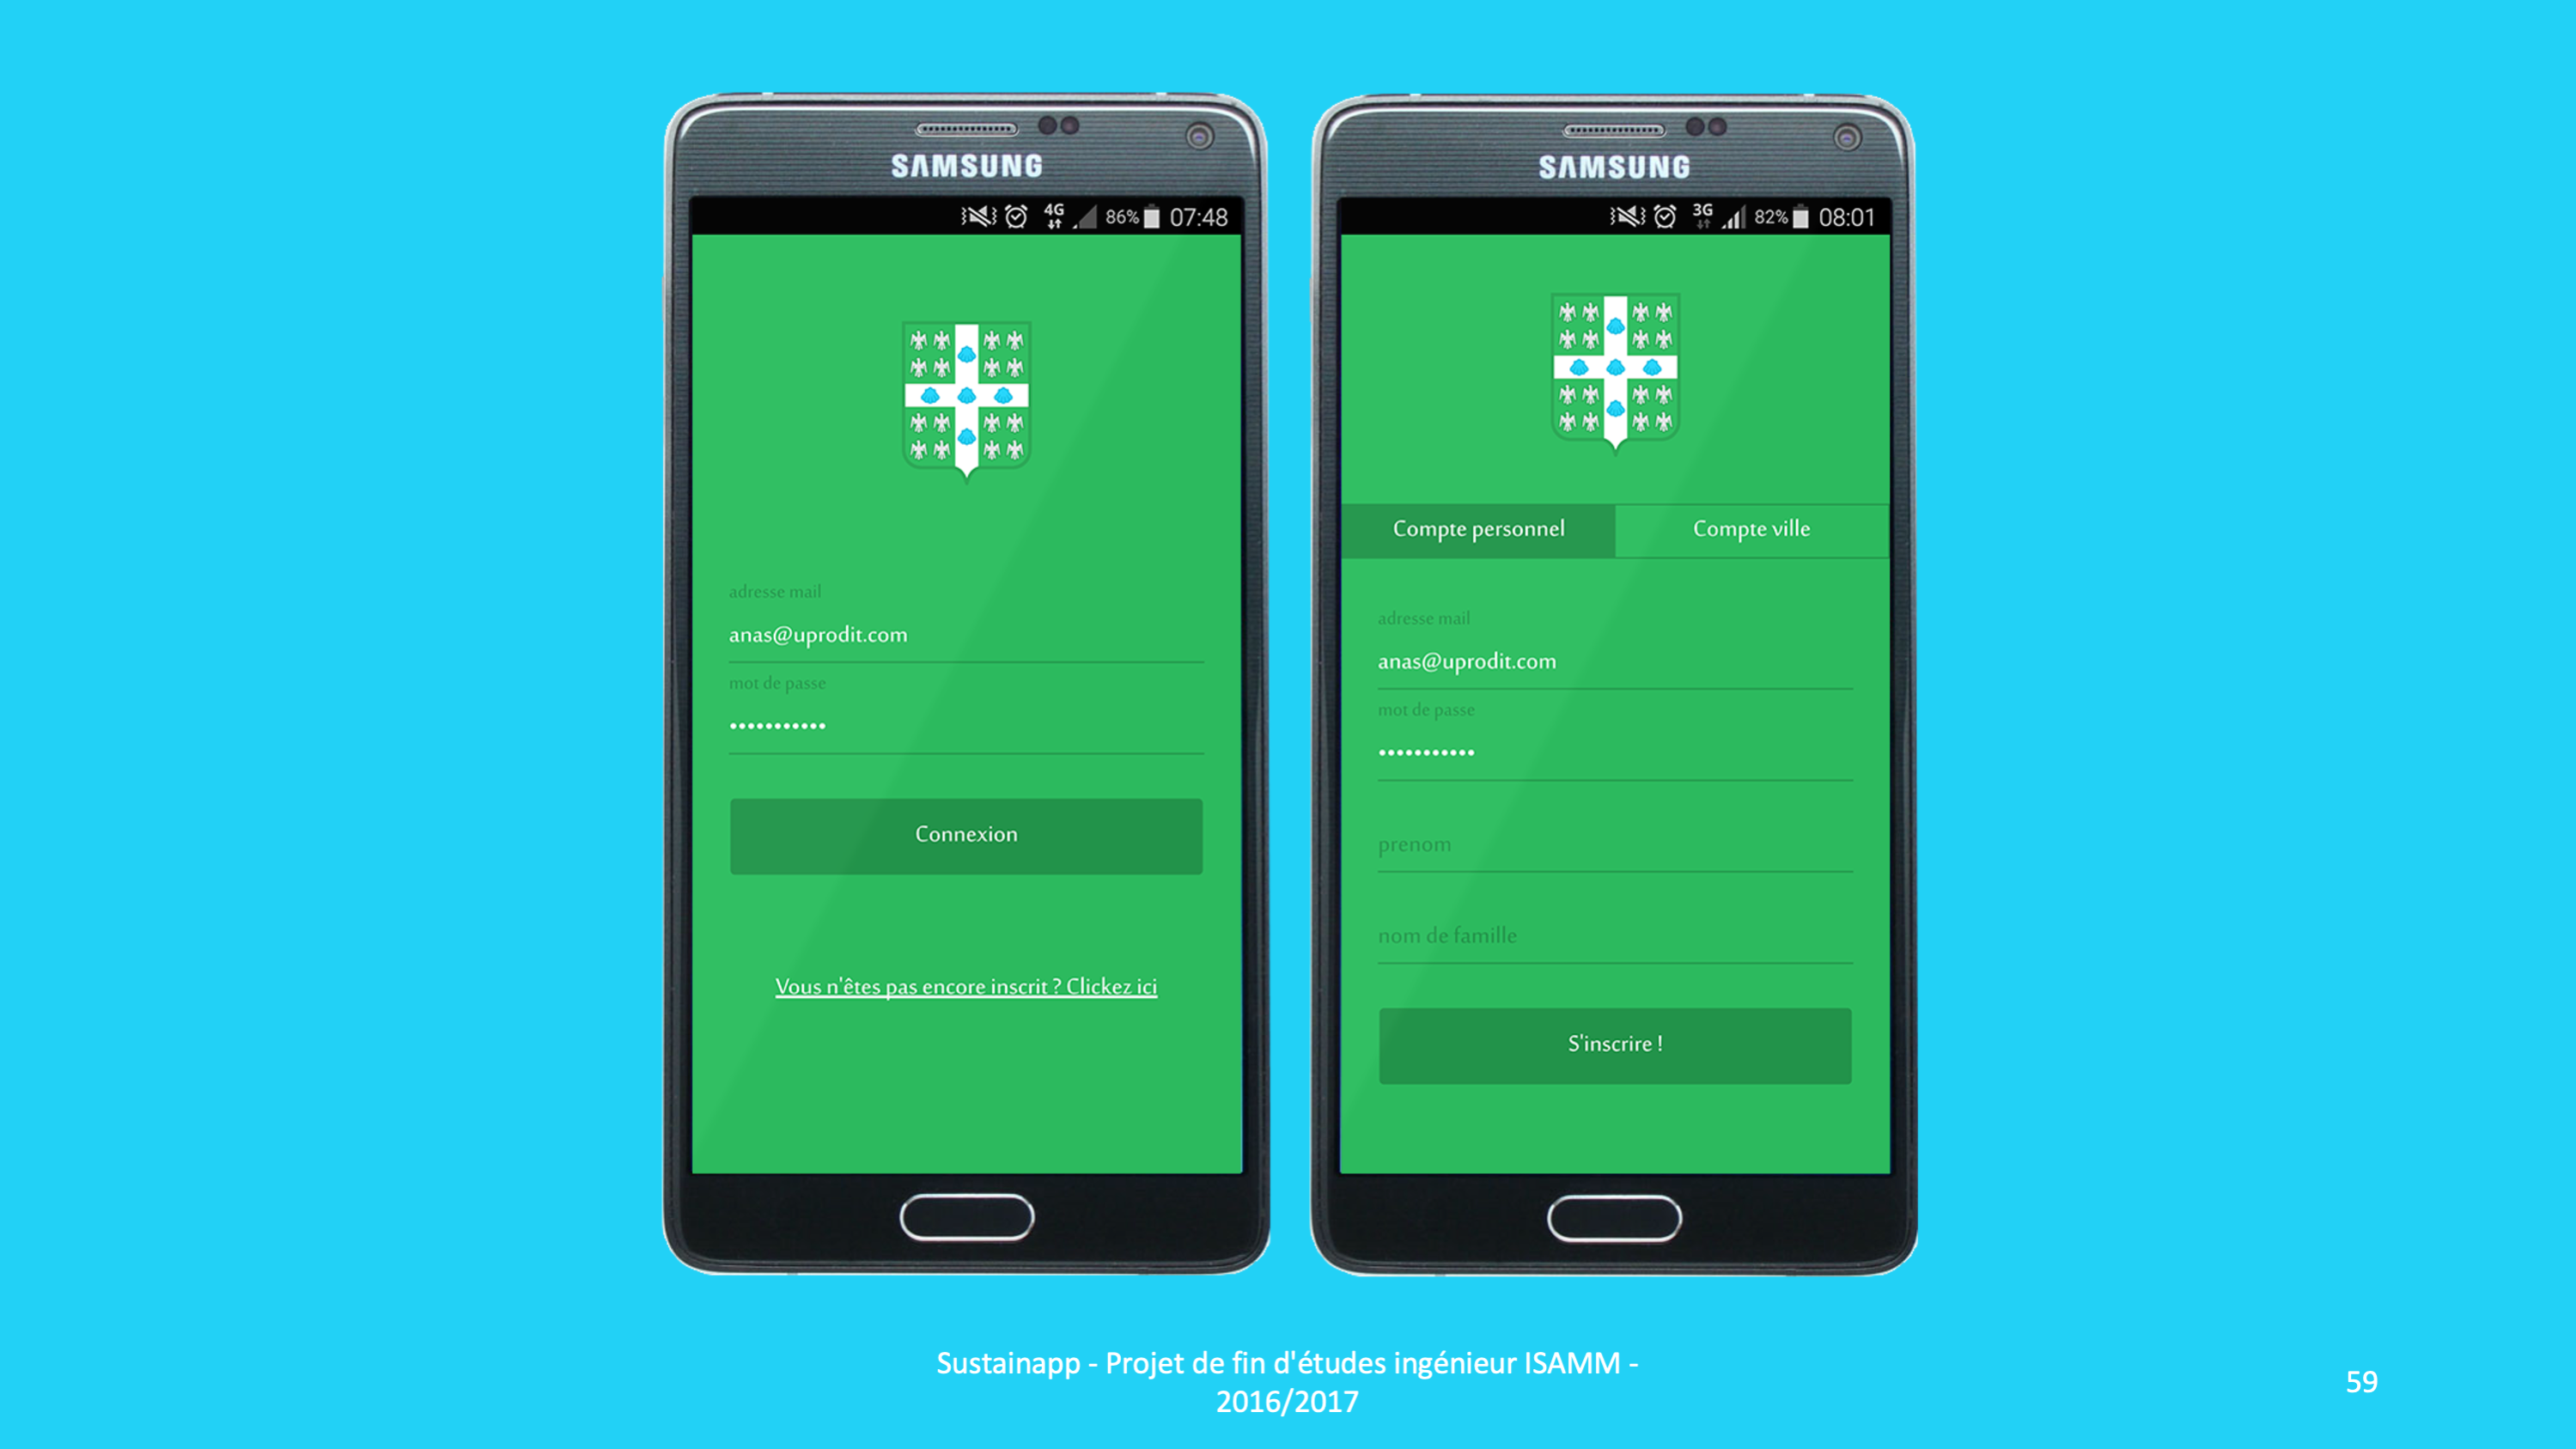 SAMSUNG
4G 86% 07:48
adresse mail
anas@uprodit.com
mot de passe
•••••••••••
Connexion
Vous n'êtes pas encore inscrit ? Clickez ici
SAMSUNG
3G 82% 08:01
Compte personnel Compte ville
adresse mail
anas@uprodit.com
mot de passe
•••••••••••
prenom
nom de famille
S'inscrire !
Sustainapp - Projet de fin d'études ingénieur ISAMM -
2016/2017
59